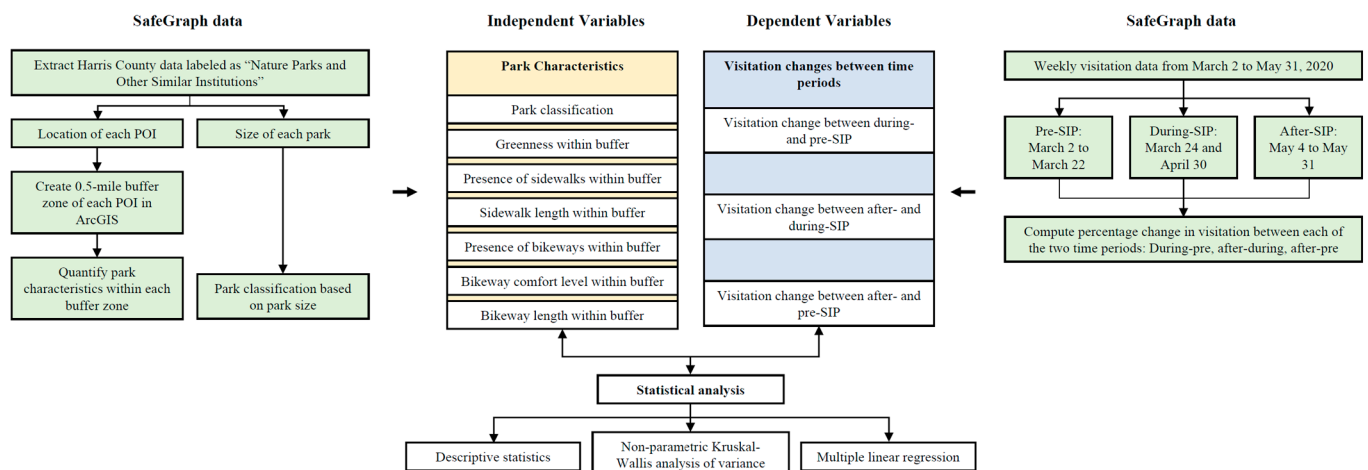 SafeGraph data
Extract Harris County data labeled as “Nature Parks and
Other Similar Institutions”
Location of each POI
Size of each park
Create 0.5-mile buffer
zone of each POI in
ArcGIS
Quantify park
characteristics within each
buffer zone
Park classification based
on park size
Independent Variables
Park Characteristics
Park classification
Greenness within buffer
Presence of sidewalks within buffer
Sidewalk length within buffer
Presence of bikeways within buffer
Bikeway comfort level within buffer
Bikeway length within buffer
Dependent Variables
Visitation changes between time
periods
Visitation change between during-
and pre-SIP
Visitation change between after- and
during-SIP
Visitation change between after- and
pre-SIP
SafeGraph data
Weekly visitation data from March 2 to May 31, 2020
Pre-SIP:
March 2 to
March 22
During-SIP:
March 24 and
April 30
After-SIP:
May 4 to May
31
Compute percentage change in visitation between each of
the two time periods: During-pre, after-during, after-pre
Statistical analysis
Descriptive statistics
Non-parametric Kruskal-
Wallis analysis of variance
Multiple linear regression